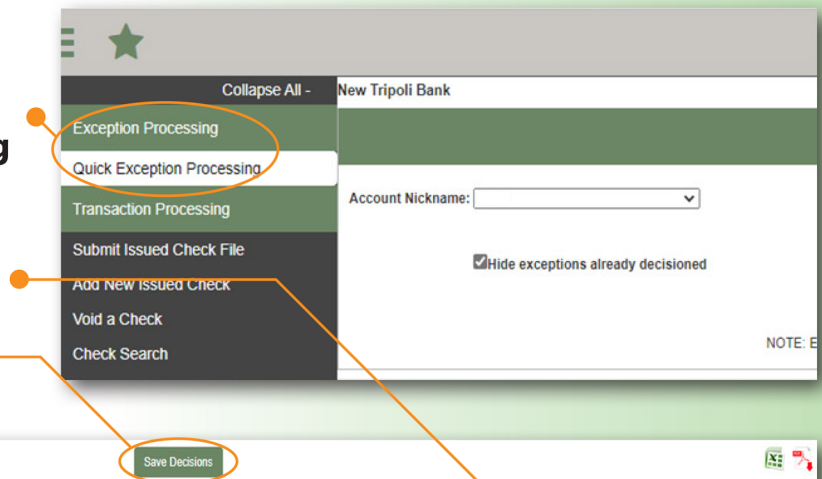 g
Collapse All -
New Tripoli Bank
Exception Processing
Quick Exception Processing
Account Nickname:
Transaction Processing
Submit Issued Check File
Hide exceptions already decisioned
Add New Issued Check
Void a Check
NOTE: E
Check Search
Save Decisions